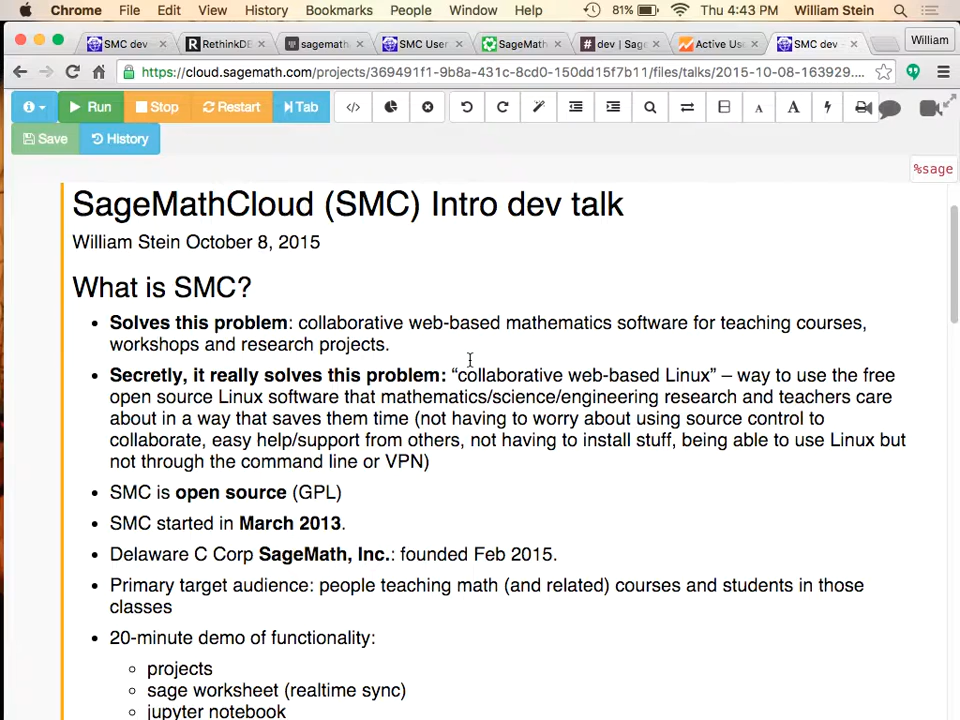 Chrome File Edit View History Bookmarks People Window Help 81% Thu 4:43 PM William Stein
SMC dev RethinkDE sagemath. SMC User SageMath dev | Sage Active Use SMC dev William
https://cloud.sagemath.com/projects/369491f1-9b8a-431c-8cd0-150dd15f7b11/files/talks/2015-10-08-163929....
Run Stop Restart Tab </> A A
Save History
%sage
SageMathCloud (SMC) Intro dev talk
William Stein October 8, 2015
What is SMC?
• Solves this problem: collaborative web-based mathematics software for teaching courses,
workshops and research projects.
• Secretly, it really solves this problem: “collaborative web-based Linux” – way to use the free
open source Linux software that mathematics/science/engineering research and teachers care
about in a way that saves them time (not having to worry about using source control to
collaborate, easy help/support from others, not having to install stuff, being able to use Linux but
not through the command line or VPN)
• SMC is open source (GPL)
• SMC started in March 2013.
• Delaware C Corp SageMath, Inc.: founded Feb 2015.
• Primary target audience: people teaching math (and related) courses and students in those
classes
• 20-minute demo of functionality:
◦ projects
◦ sage worksheet (realtime sync)
◦ jupyter notebook